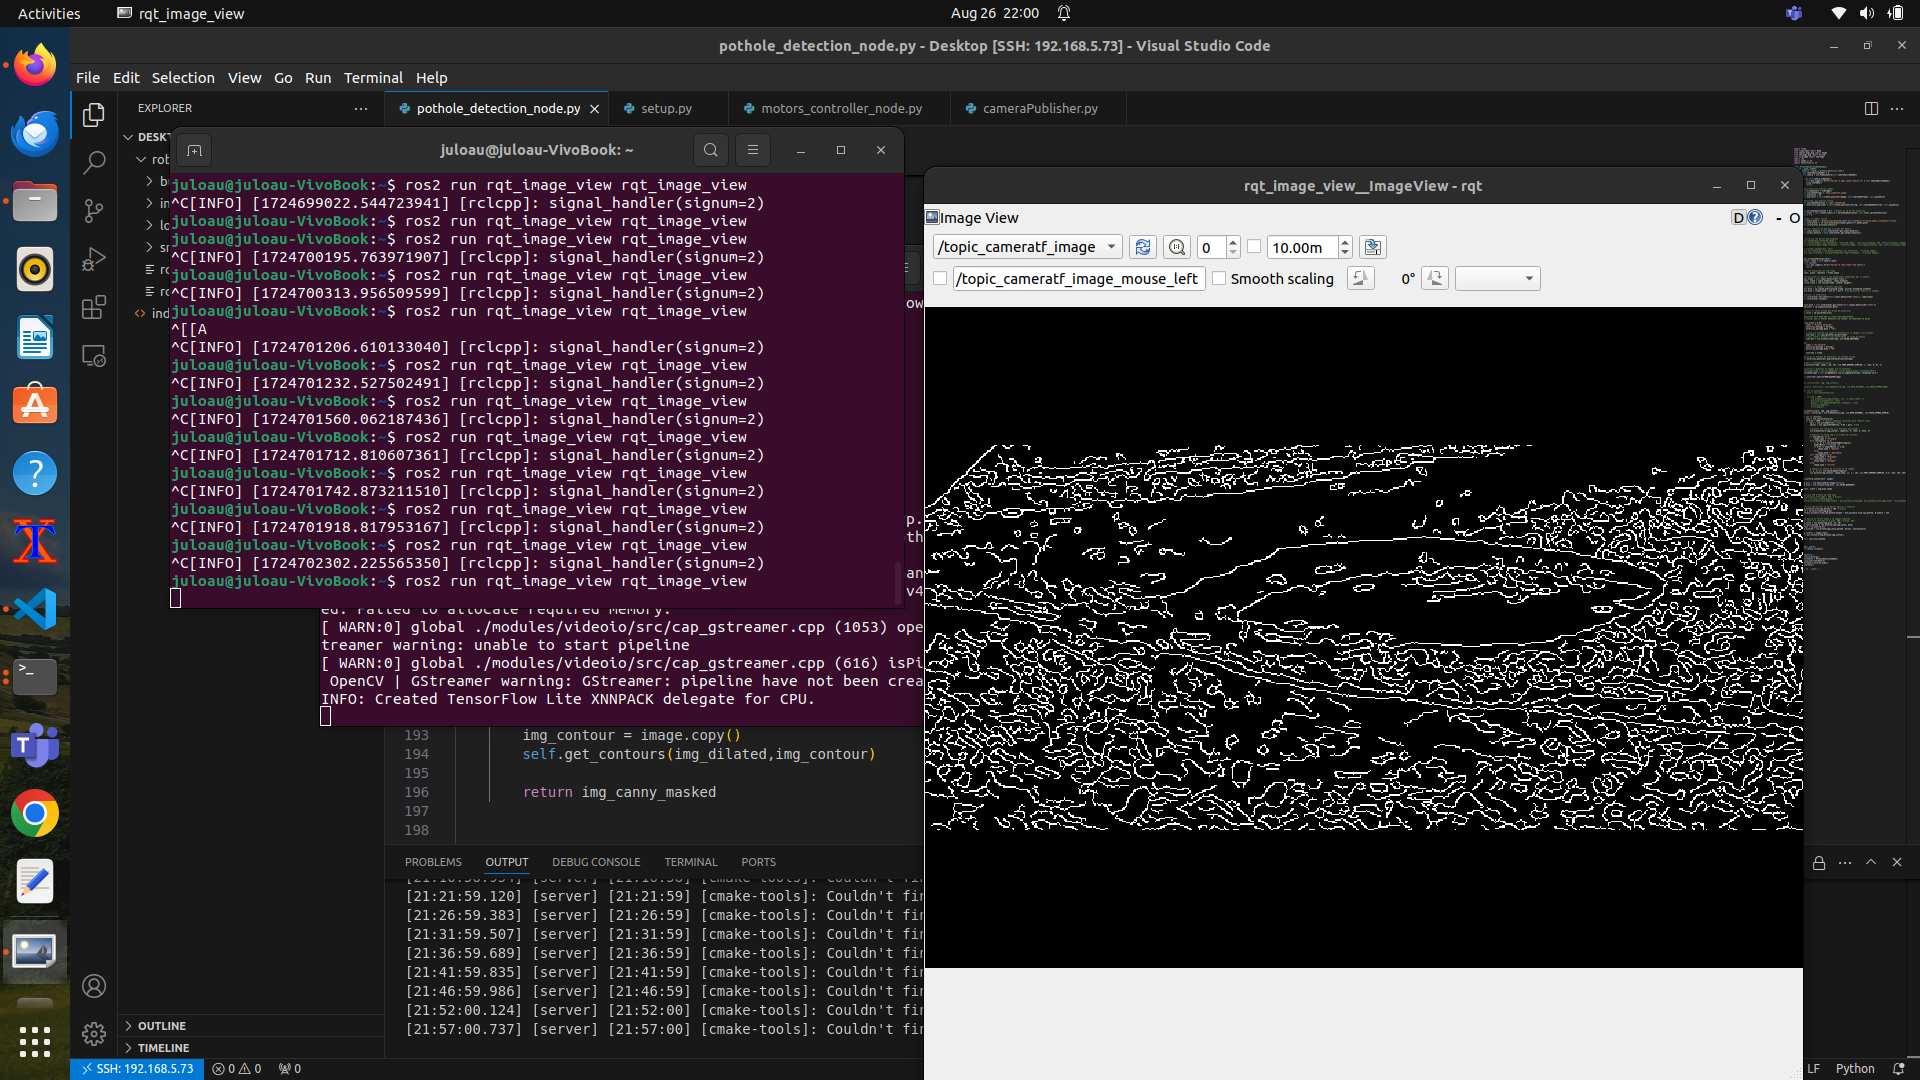 Activities
rqt_image_view
Aug 26 22:00
pothole_detection_node.py - Desktop [SSH: 192.168.5.73] - Visual Studio Code
File Edit Selection View Go Run Terminal Help
EXPLORER
pothole_detection_node.py
setup.py
motors_controller_node.py
cameraPublisher.py
juloau@juloau-VivoBook: ~
juloau@juloau-VivoBook:~$ ros2 run rqt_image_view rqt_image_view
^C[INFO] [1724699022.544723941] [rclcpp]: signal_handler(signum=2)
juloau@juloau-VivoBook:~$ ros2 run rqt_image_view rqt_image_view
juloau@juloau-VivoBook:~$ ros2 run rqt_image_view rqt_image_view
^C[INFO] [1724700195.763971907] [rclcpp]: signal_handler(signum=2)
juloau@juloau-VivoBook:~$ ros2 run rqt_image_view rqt_image_view
^C[INFO] [1724700313.956509599] [rclcpp]: signal_handler(signum=2)
juloau@juloau-VivoBook:~$ ros2 run rqt_image_view rqt_image_view
^[[A
^C[INFO] [1724701206.610133040] [rclcpp]: signal_handler(signum=2)
juloau@juloau-VivoBook:~$ ros2 run rqt_image_view rqt_image_view
^C[INFO] [1724701232.527502491] [rclcpp]: signal_handler(signum=2)
juloau@juloau-VivoBook:~$ ros2 run rqt_image_view rqt_image_view
^C[INFO] [1724701560.062187436] [rclcpp]: signal_handler(signum=2)
juloau@juloau-VivoBook:~$ ros2 run rqt_image_view rqt_image_view
^C[INFO] [1724701712.810607361] [rclcpp]: signal_handler(signum=2)
juloau@juloau-VivoBook:~$ ros2 run rqt_image_view rqt_image_view
^C[INFO] [1724701742.873211510] [rclcpp]: signal_handler(signum=2)
juloau@juloau-VivoBook:~$ ros2 run rqt_image_view rqt_image_view
^C[INFO] [1724701918.817953167] [rclcpp]: signal_handler(signum=2)
juloau@juloau-VivoBook:~$ ros2 run rqt_image_view rqt_image_view
^C[INFO] [1724702302.225565350] [rclcpp]: signal_handler(signum=2)
juloau@juloau-VivoBook:~$ ros2 run rqt_image_view rqt_image_view
ed. Failed to allocate required memory.
[ WARN:0] global ./modules/videoio/src/cap_gstreamer.cpp (1053) ope
treamer warning: unable to start pipeline
[ WARN:0] global ./modules/videoio/src/cap_gstreamer.cpp (616) isPi
OpenCV | GStreamer warning: GStreamer: pipeline have not been crea
INFO: Created TensorFlow Lite XNNPACK delegate for CPU.
193 img_contour = image.copy()
194 self.get_contours(img_dilated,img_contour)
195
196 return img_canny_masked
197
198
PROBLEMS OUTPUT DEBUG CONSOLE TERMINAL PORTS
[21:21:59.120] [server] [21:21:59] [cmake-tools]: Couldn't fin
[21:26:59.383] [server] [21:26:59] [cmake-tools]: Couldn't fin
[21:31:59.507] [server] [21:31:59] [cmake-tools]: Couldn't fin
[21:36:59.689] [server] [21:36:59] [cmake-tools]: Couldn't fin
[21:41:59.835] [server] [21:41:59] [cmake-tools]: Couldn't fin
[21:46:59.986] [server] [21:46:59] [cmake-tools]: Couldn't fin
[21:52:00.124] [server] [21:52:00] [cmake-tools]: Couldn't fin
[21:57:00.737] [server] [21:57:00] [cmake-tools]: Couldn't fin
OUTLINE
TIMELINE
SSH: 192.168.5.73
0 0 0
LF Python
rqt_image_view__ImageView - rqt
Image View
D - O
/topic_cameratf_image 0 10.00m
/topic_cameratf_image_mouse_left Smooth scaling 0°